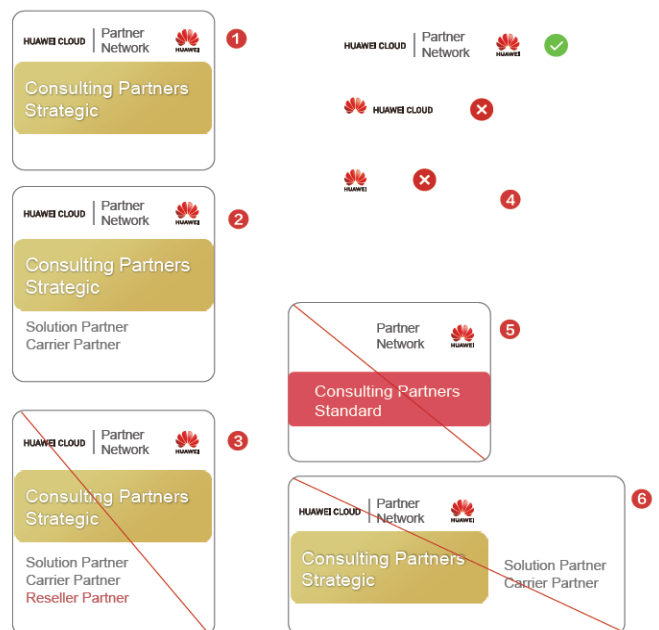 HUAWEI CLOUD
Partner
Network
HUAWEI
1
Consulting Partners
Strategic
HUAWEI CLOUD
Partner
Network
HUAWEI
2
Consulting Partners
Strategic
Solution Partner
Carrier Partner
HUAWEI CLOUD
Partner
Network
HUAWEI
3
Consulting Partners
Strategic
Solution Partner
Carrier Partner
Reseller Partner
HUAWEI CLOUD
Partner
Network
HUAWEI
HUAWEI CLOUD
HUAWEI
4
Partner
Network
HUAWEI
5
Consulting Partners
Standard
HUAWEI CLOUD
Partner
Network
HUAWEI
6
Consulting Partners
Strategic
Solution Partner
Carrier Partner